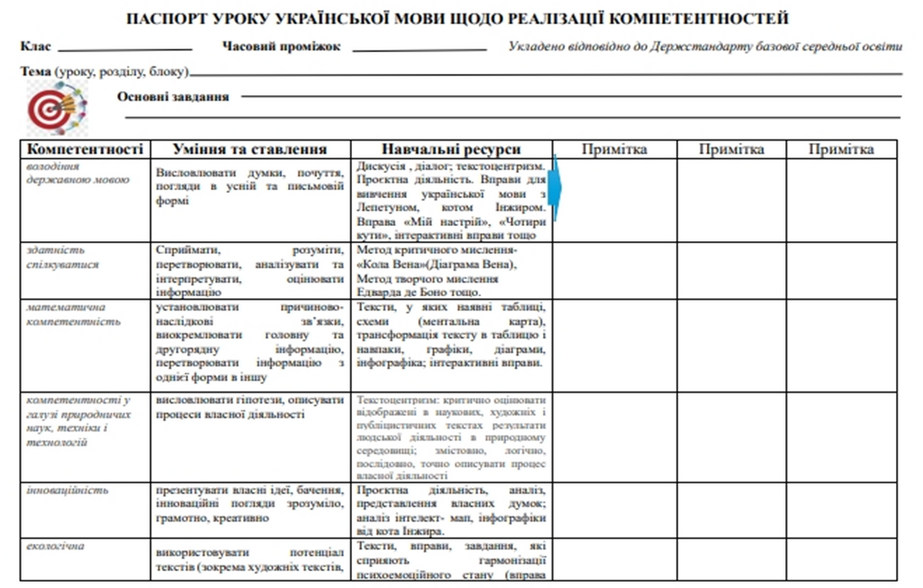 ПАСПОРТ УРОКУ УКРАЇНСЬКОЇ МОВИ ЩОДО РЕАЛІЗАЦІЇ КОМПЕТЕНТНОСТЕЙ
Клас Часовий проміжок Укладено відповідно до Держстандарту базової середньої освіти
Тема (уроку, розділу, блоку)
Основні завдання
Компетентності Уміння та ставлення Навчальні ресурси Примітка Примітка Примітка
володіння
державною мовою
Висловлювати думки, почуття,
погляди в усній та письмовій
формі
Дискусія , діалог; текстоцентризм.
Проєктна діяльність. Вправи для
вивчення української мови з
Лепетуном, котом Інжиром.
Вправа «Мій настрій», «Чотири
кути», інтерактивні вправи тощо
здатність
спілкуватися
Сприймати, розуміти,
перетворювати, аналізувати та
інтерпретувати, оцінювати
інформацію
Метод критичного мислення-
«Кола Вена»(Діаграма Вена),
Метод творчого мислення
Едварда де Боно тощо.
математична
компетентність
установлювати причиново-
наслідкові зв’язки,
виокремлювати головну та
другорядну інформацію,
перетворювати інформацію з
однієї форми в іншу
Тексти, у яких наявні таблиці,
схеми (ментальна карта),
трансформація тексту в таблицю і
навпаки, графіки, діаграми,
інфографіка; інтерактивні вправи.
компетентності у
галузі природничих
наук, техніки і
технологій
висловлювати гіпотези, описувати
процеси власної діяльності
Текстоцентризм: критично оцінювати
відображені в наукових, художніх і
публіцистичних текстах результати
людської діяльності в природному
середовищі; змістовно, логічно,
послідовно, точно описувати процес
власної діяльності
інноваційність
презентувати власні ідеї, бачення,
інноваційні погляди зрозуміло,
грамотно, креативно
Проєктна діяльність, аналіз,
представлення власних думок;
аналіз інтелект- мап, інфографіки
від кота Інжира.
екологічна
використовувати потенціал
текстів (зокрема художніх текстів,
Тексти, вправи, завдання, які
сприяють гармонізації
психоемоційного стану (вправа